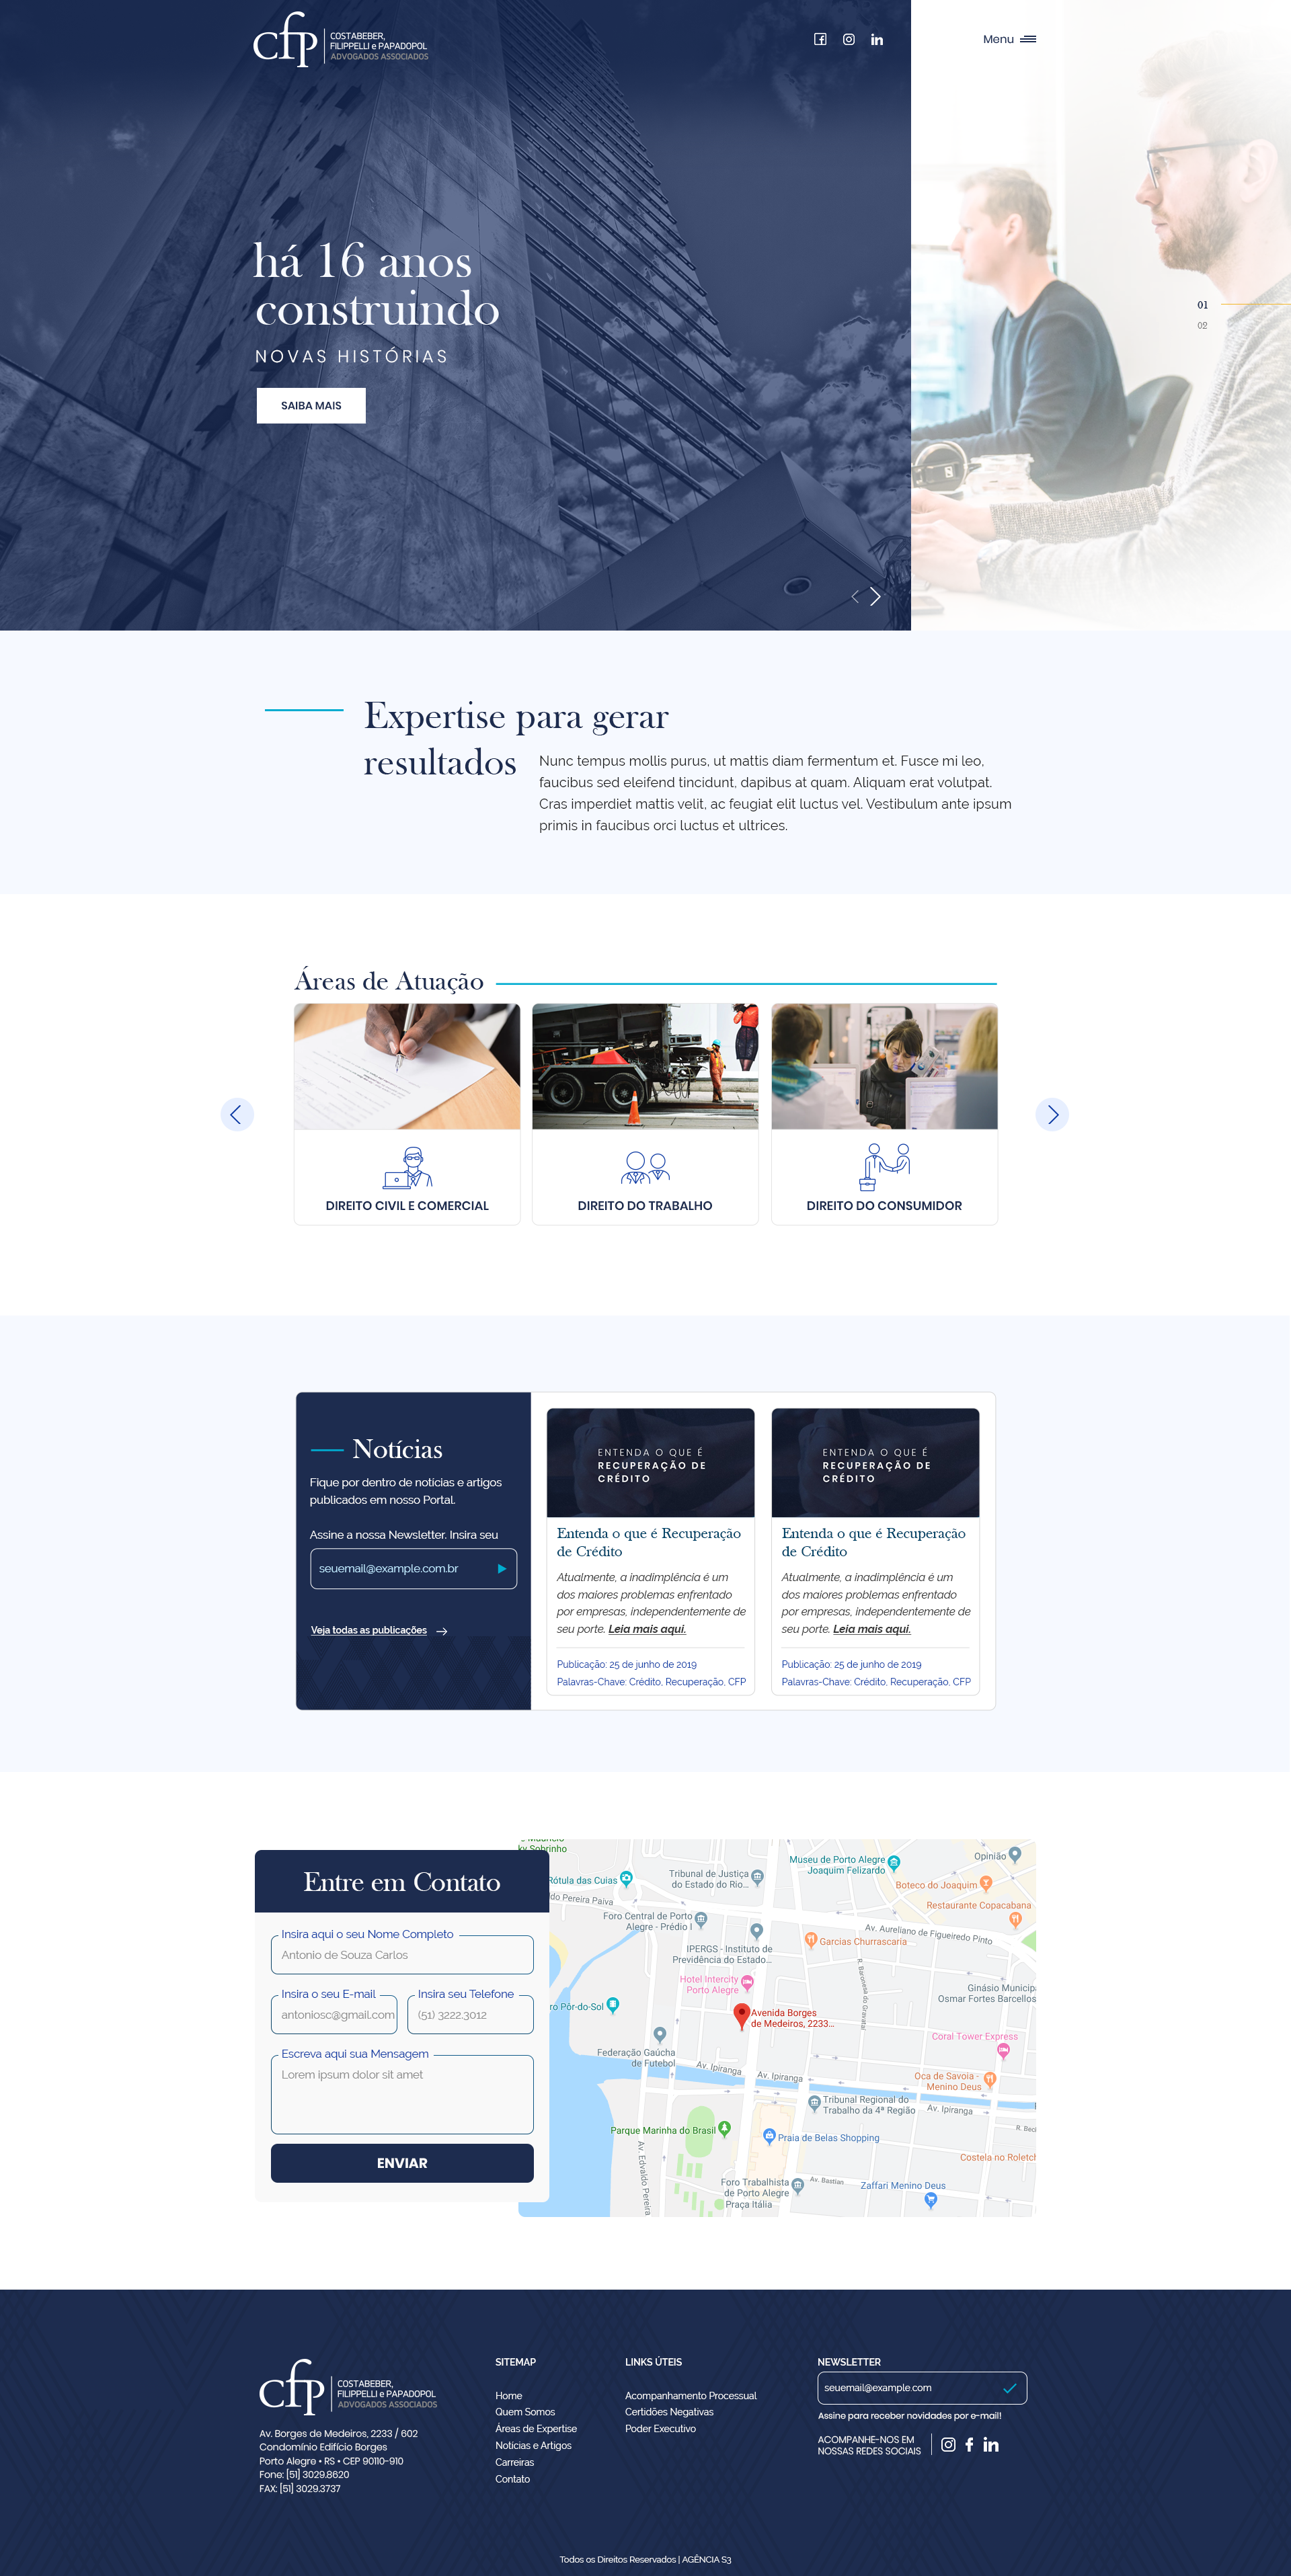 cfp
COSTABEBER,
FILIPPELLI e PAPADOPOL
ADVOGADOS ASSOCIADOS
Menu
há 16 anos
construindo
NOVAS HISTÓRIAS
SAIBA MAIS
01
02
Expertise para gerar
resultados
Nunc tempus mollis purus, ut mattis diam fermentum et. Fusce mi leo,
faucibus sed eleifend tincidunt, dapibus at quam. Aliquam erat volutpat.
Cras imperdiet mattis velit, ac feugiat elit luctus vel. Vestibulum ante ipsum
primis in faucibus orci luctus et ultrices.
Áreas de Atuação
DIREITO CIVIL E COMERCIAL
DIREITO DO TRABALHO
DIREITO DO CONSUMIDOR
Notícias
Fique por dentro de notícias e artigos
publicados em nosso Portal.
Assine a nossa Newsletter. Insira seu
seuemail@example.com.br
Veja todas as publicações
ENTENDA O QUE É
RECUPERAÇÃO DE
CRÉDITO
Entenda o que é Recuperação
de Crédito
Atualmente, a inadimplência é um
dos maiores problemas enfrentado
por empresas, independentemente de
seu porte. Leia mais aqui.
Publicação: 25 de junho de 2019
Palavras-Chave: Crédito, Recuperação, CFP
ENTENDA O QUE É
RECUPERAÇÃO DE
CRÉDITO
Entenda o que é Recuperação
de Crédito
Atualmente, a inadimplência é um
dos maiores problemas enfrentado
por empresas, independentemente de
seu porte. Leia mais aqui.
Publicação: 25 de junho de 2019
Palavras-Chave: Crédito, Recuperação, CFP
Entre em Contato
Insira aqui o seu Nome Completo
Antonio de Souza Carlos
Insira o seu E-mail
antoniosc@gmail.com
Insira seu Telefone
(51) 3222.3012
Escreva aqui sua Mensagem
Lorem ipsum dolor sit amet
ENVIAR
Sobrinho
Rótula das Cuias
Pereira Paiva
Tribunal de Justiça
do Estado do Rio...
Museu de Porto Alegre
Joaquim Felizardo
Opinião
Boteco do Joaquim
Restaurante Copacabana
Foro Central de Porto
Alegre - Prédio I
Av. Aureliano de Figueiredo Pinto
Garcias Churrascaria
IPERGS - Instituto de
Previdência do Estado...
Hotel Intercity
Porto Alegre
R. Baronesa do Gravataí
Ginásio Municip
Osmar Fortes Barcellos
Pôr-do-Sol
Avenida Borges
de Medeiros, 2233...
Coral Tower Express
Federação Gaúcha
de Futebol
Av. Ipiranga
Av. Ipiranga
Oca de Savoia -
Menino Deus
Av. Ipiranga
Tribunal Regional do
Trabalho da 4ª Região
Parque Marinha do Brasil
Praia de Belas Shopping
Av. Edvaldo Pereira
Costela no Roletch
Foro Trabalhista
de Porto Alegre
Av. Bastian
Zaffari Menino Deus
Praça Itália
cfp
COSTABEBER,
FILIPPELLI e PAPADOPOL
ADVOGADOS ASSOCIADOS
Av. Borges de Medeiros, 2233 / 602
Condomínio Edifício Borges
Porto Alegre • RS • CEP 90110-910
Fone: [51] 3029.8620
FAX: [51] 3029.3737
SITEMAP
Home
Quem Somos
Áreas de Expertise
Notícias e Artigos
Carreiras
Contato
LINKS ÚTEIS
Acompanhamento Processual
Certidões Negativas
Poder Executivo
NEWSLETTER
seuemail@example.com
Assine para receber novidades por e-mail!
ACOMPANHE-NOS EM
NOSSAS REDES SOCIAIS
Todos os Direitos Reservados | AGÊNCIA S3